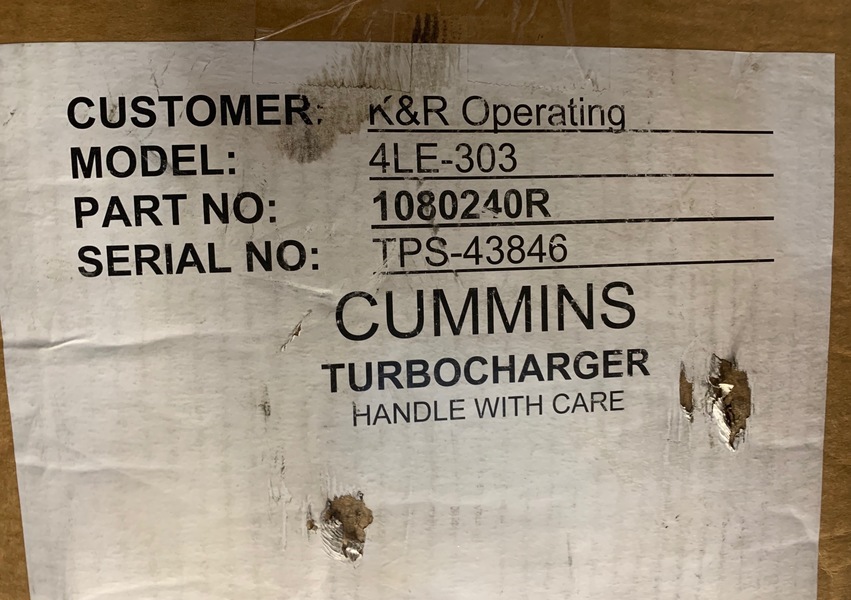 CUSTOMER: K&R Operating
MODEL: 4LE-303
PART NO: 1080240R
SERIAL NO: TPS-43846
CUMMINS
TURBOCHARGER
HANDLE WITH CARE